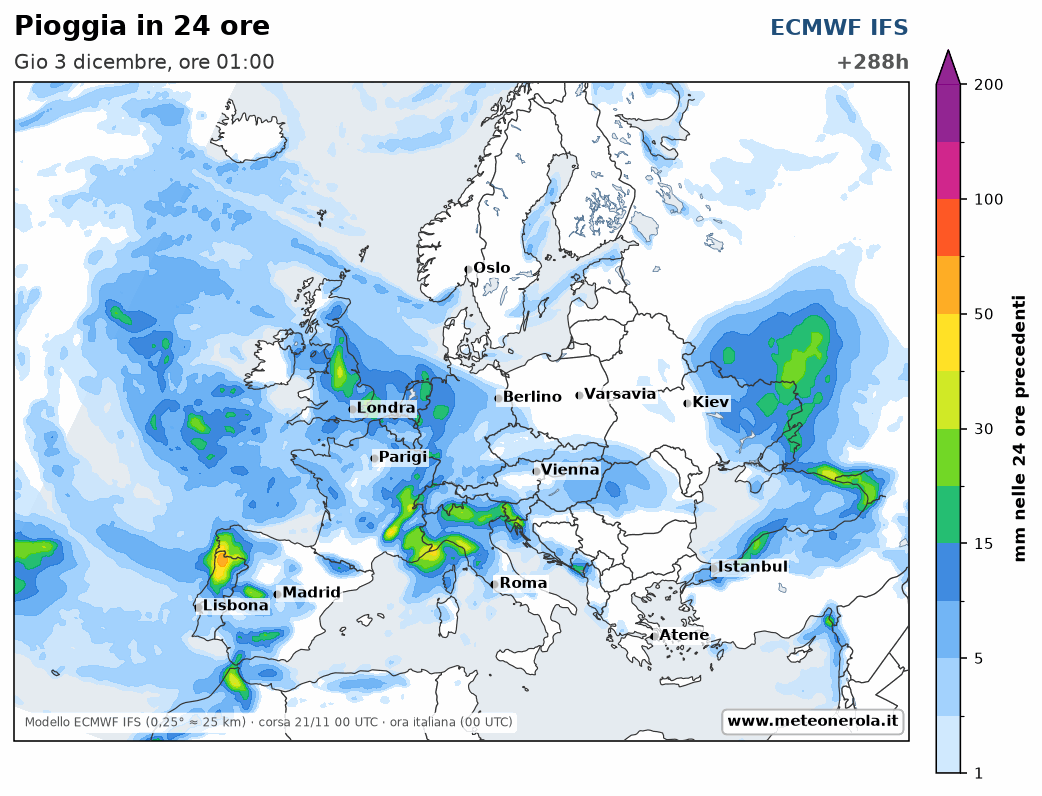 Pioggia in 24 ore
ECMWF IFS
Gio 3 dicembre, ore 01:00
+288h
200
100
50
30
15
5
1
mm nelle 24 ore precedenti
Oslo
Berlino
Varsavia
Kiev
Londra
Parigi
Vienna
Istanbul
Roma
Madrid
Lisbona
Atene
Modello ECMWF IFS (0,25° ≈ 25 km) · corsa 21/11 00 UTC · ora italiana (00 UTC)
www.meteonerola.it